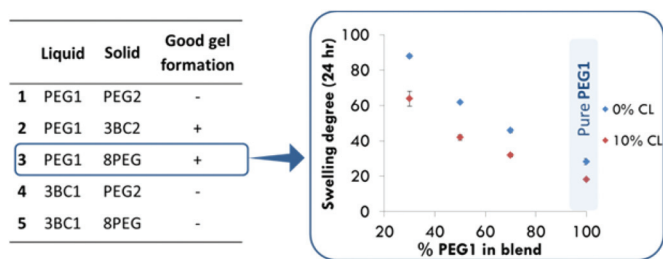 Liquid Solid Good gel formation
1 PEG1 PEG2 -
2 PEG1 3BC2 +
3 PEG1 8PEG +
4 3BC1 PEG2 -
5 3BC1 8PEG -
Swelling degree (24 hr)
100
80
60
40
20
0
20 40 60 80 100
% PEG1 in blend
Pure PEG1
0% CL
10% CL